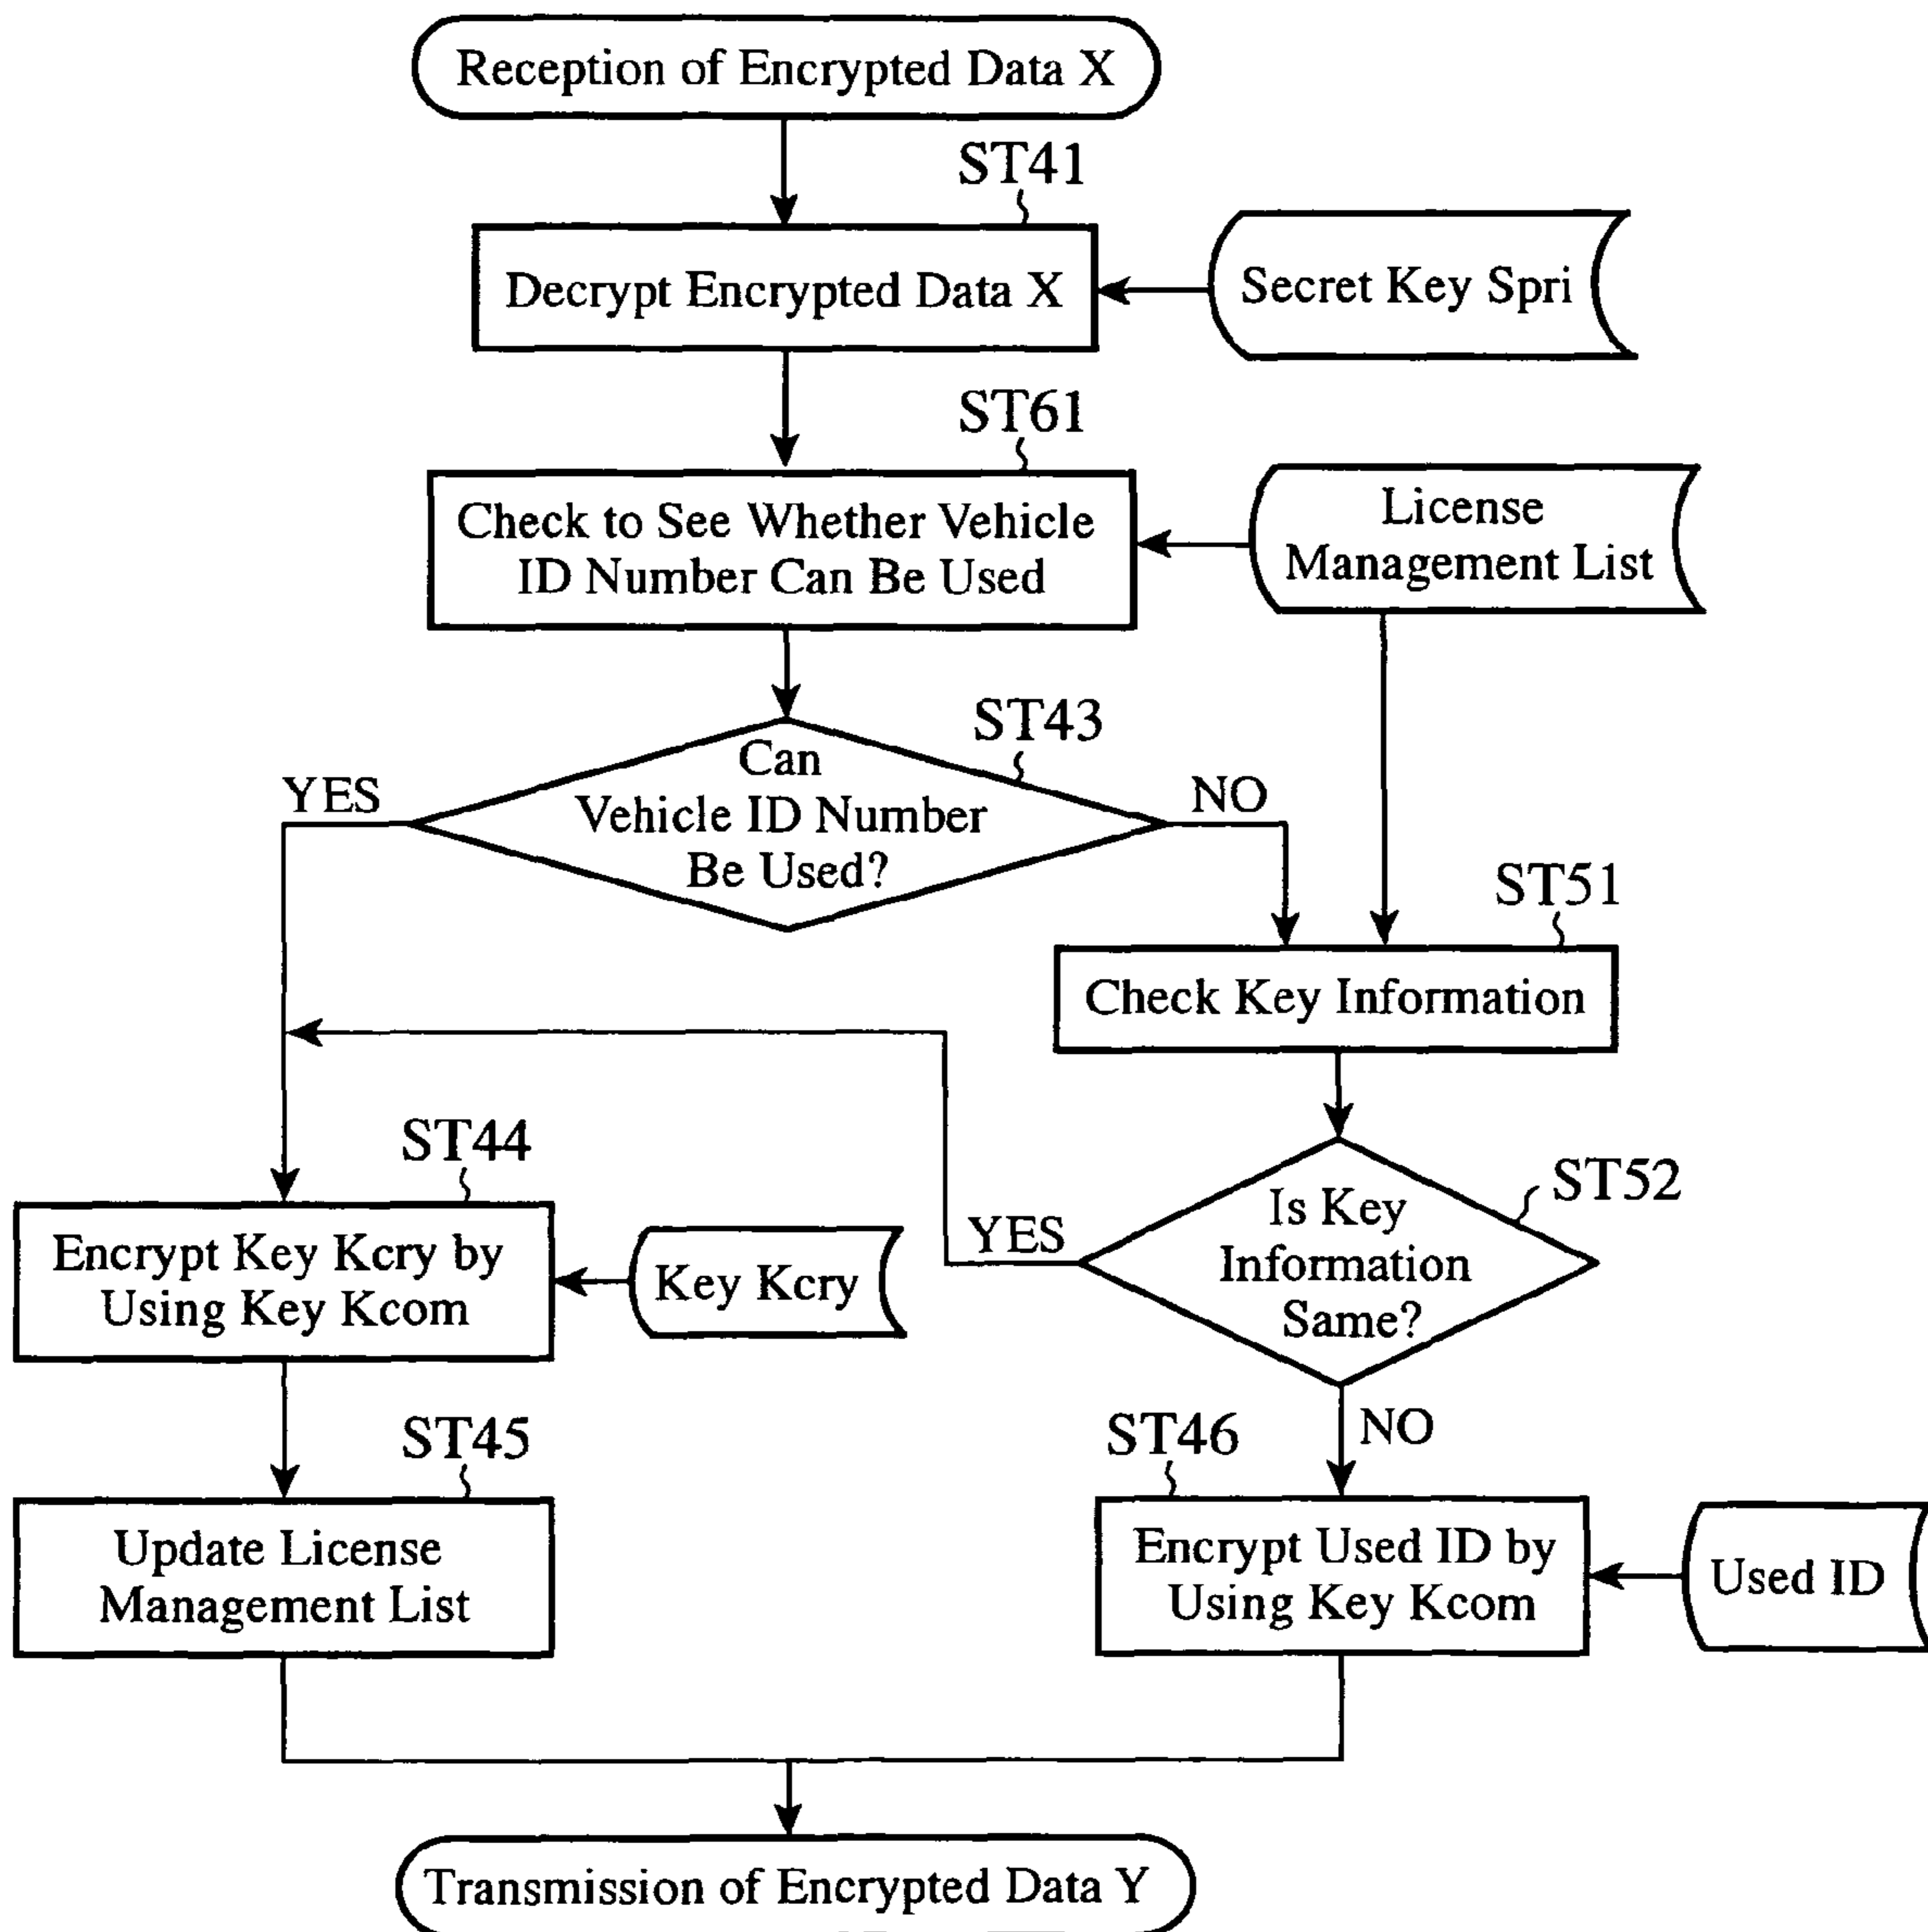 Reception of Encrypted Data X
ST41
Decrypt Encrypted Data X
Secret Key Spri
ST61
Check to See Whether Vehicle
ID Number Can Be Used
License
Management List
ST43
Can
Vehicle ID Number
Be Used?
YES
NO
ST51
Check Key Information
ST52
Is Key
Information
Same?
YES
NO
ST44
Encrypt Key Kcry by
Using Key Kcom
Key Kcry
ST45
Update License
Management List
ST46
Encrypt Used ID by
Using Key Kcom
Used ID
Transmission of Encrypted Data Y